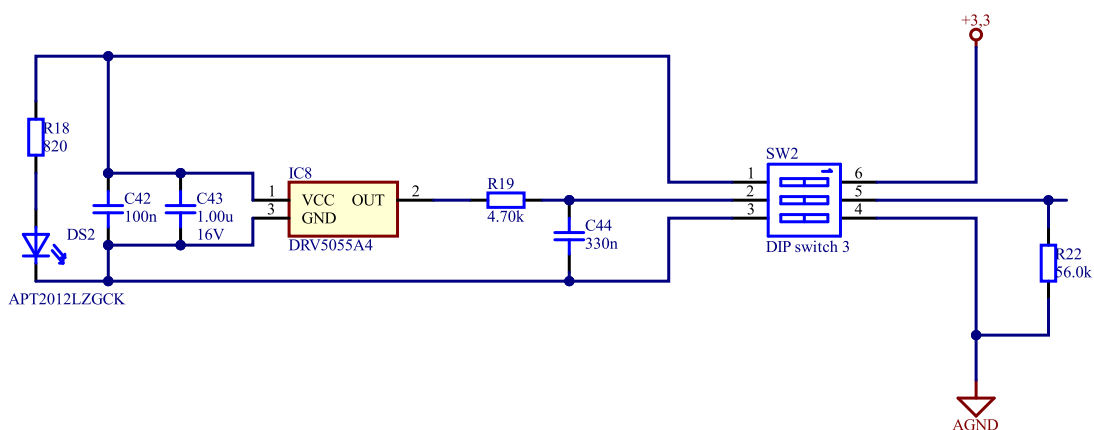 +3,3
R18
820
C42
100n
C43
1.00u
16V
DS2
APT2012LZGCK
IC8
1
3
VCC OUT
GND
2
DRV5055A4
R19
4.70k
C44
330n
SW2
1
2
3
1
6
5
4
DIP switch 3
R22
56.0k
AGND